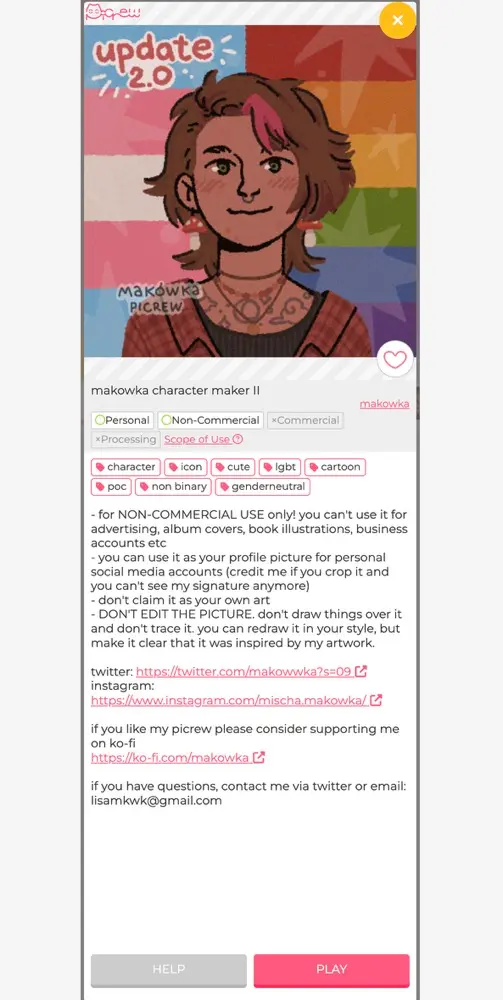 Picrew
update
2.0
makówka
PICREW
makowka character maker II
makowka
Personal
Non-Commercial
×Commercial
×Processing
Scope of Use
character
icon
cute
lgbt
cartoon
poc
non binary
genderneutral
- for NON-COMMERCIAL USE only! you can't use it for
advertising, album covers, book illustrations, business
accounts etc
- you can use it as your profile picture for personal
social media accounts (credit me if you crop it and
you can't see my signature anymore)
- don't claim it as your own art
- DON'T EDIT THE PICTURE. don't draw things over it
and don't trace it. you can redraw it in your style, but
make it clear that it was inspired by my artwork.
twitter: https://twitter.com/makowwka?s=09
instagram:
https://www.instagram.com/mischa.makowka/
if you like my picrew please consider supporting me
on ko-fi
https://ko-fi.com/makowka
if you have questions, contact me via twitter or email:
lisamkwk@gmail.com
HELP
PLAY